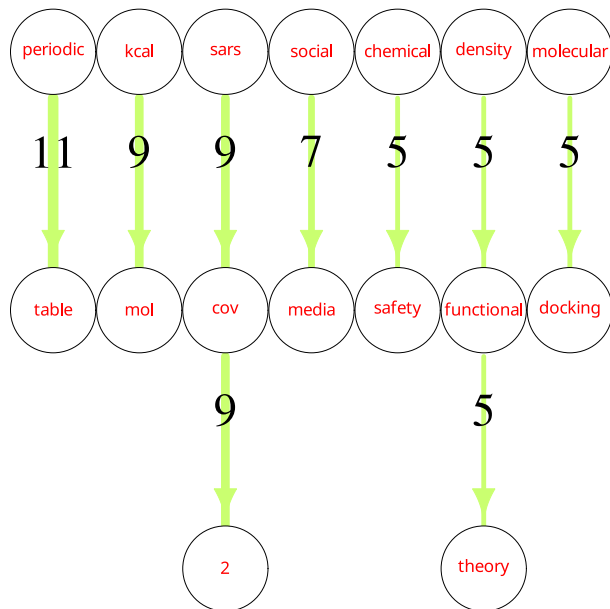 periodic kcal sars social chemical density molecular
11 9 9 7 5 5 5
table mol cov media safety functional docking
9 5
2 theory